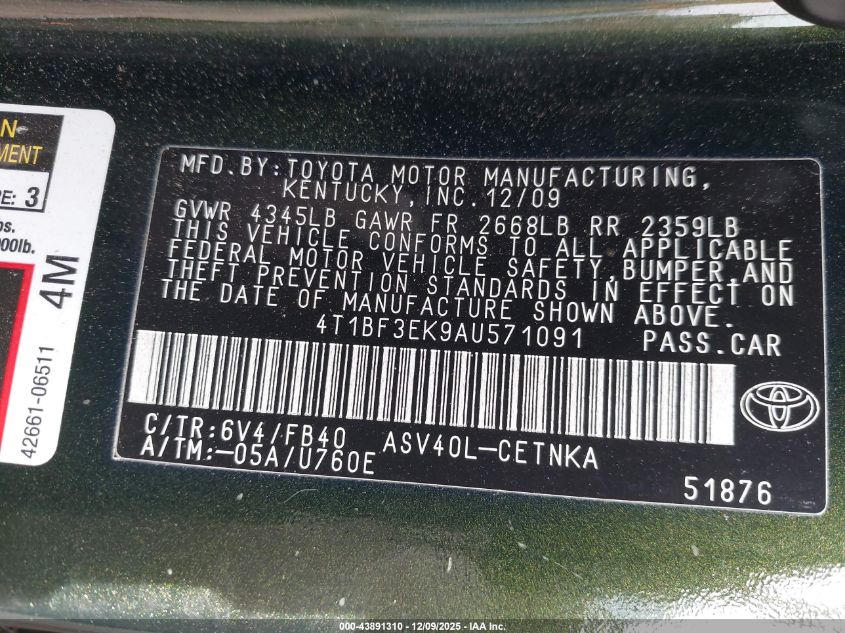 N
MENT
PE: 3
bs.
000lb.
4M
42661-06511
MFD.BY:TOYOTA MOTOR MANUFACTURING,
KENTUCKY, INC. 12/09
GVWR 4345LB GAWR FR 2668LB RR 2359LB
THIS VEHICLE CONFORMS TO ALL APPLICABLE
FEDERAL MOTOR VEHICLE SAFETY, BUMPER, AND
THEFT PREVENTION STANDARDS IN EFFECT ON
THE DATE OF MANUFACTURE SHOWN ABOVE.
4T1BF3EK9AU571091 PASS.CAR
C/TR:6V4/FB40 ASV40L-CETNKA
A/TM:-05A/U760E
51876
000-43891310 - 12/09/2025 - IAA Inc.